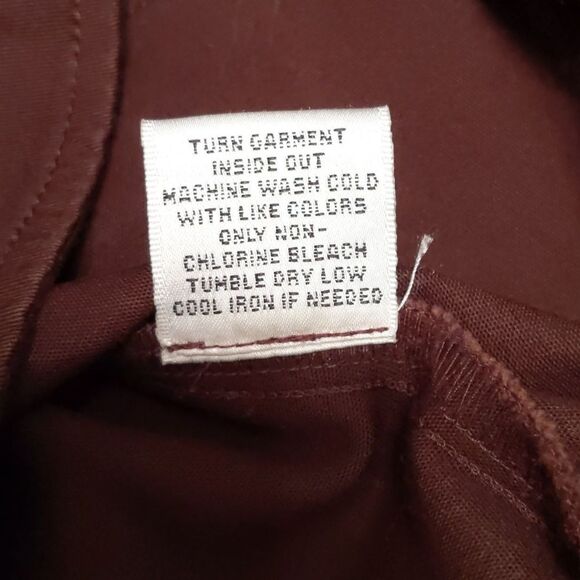 TURN GARMENT
INSIDE OUT
MACHINE WASH COLD
WITH LIKE COLORS
ONLY NON-
CHLORINE BLEACH
TUMBLE DRY LOW
COOL IRON IF NEEDED